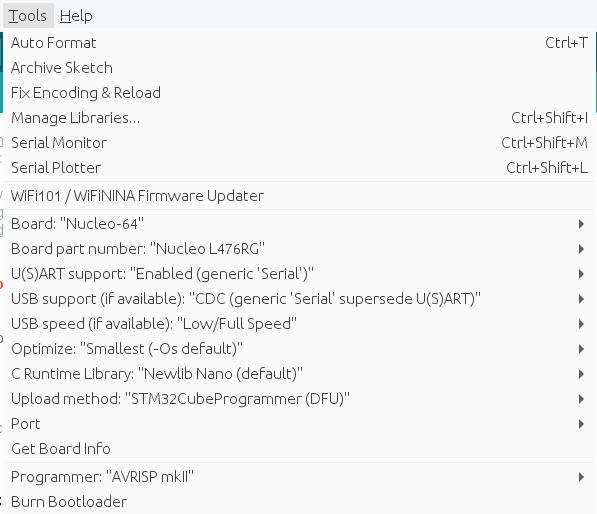 Tools Help
Auto Format Ctrl+T
Archive Sketch
Fix Encoding & Reload
Manage Libraries... Ctrl+Shift+I
Serial Monitor Ctrl+Shift+M
Serial Plotter Ctrl+Shift+L
WiFi101 / WiFiNINA Firmware Updater
Board: "Nucleo-64"
Board part number: "Nucleo L476RG"
U(S)ART support: "Enabled (generic 'Serial')"
USB support (if available): "CDC (generic 'Serial' supersede U(S)ART)"
USB speed (if available): "Low/Full Speed"
Optimize: "Smallest (-Os default)"
C Runtime Library: "Newlib Nano (default)"
Upload method: "STM32CubeProgrammer (DFU)"
Port
Get Board Info
Programmer: "AVRISP mkII"
Burn Bootloader